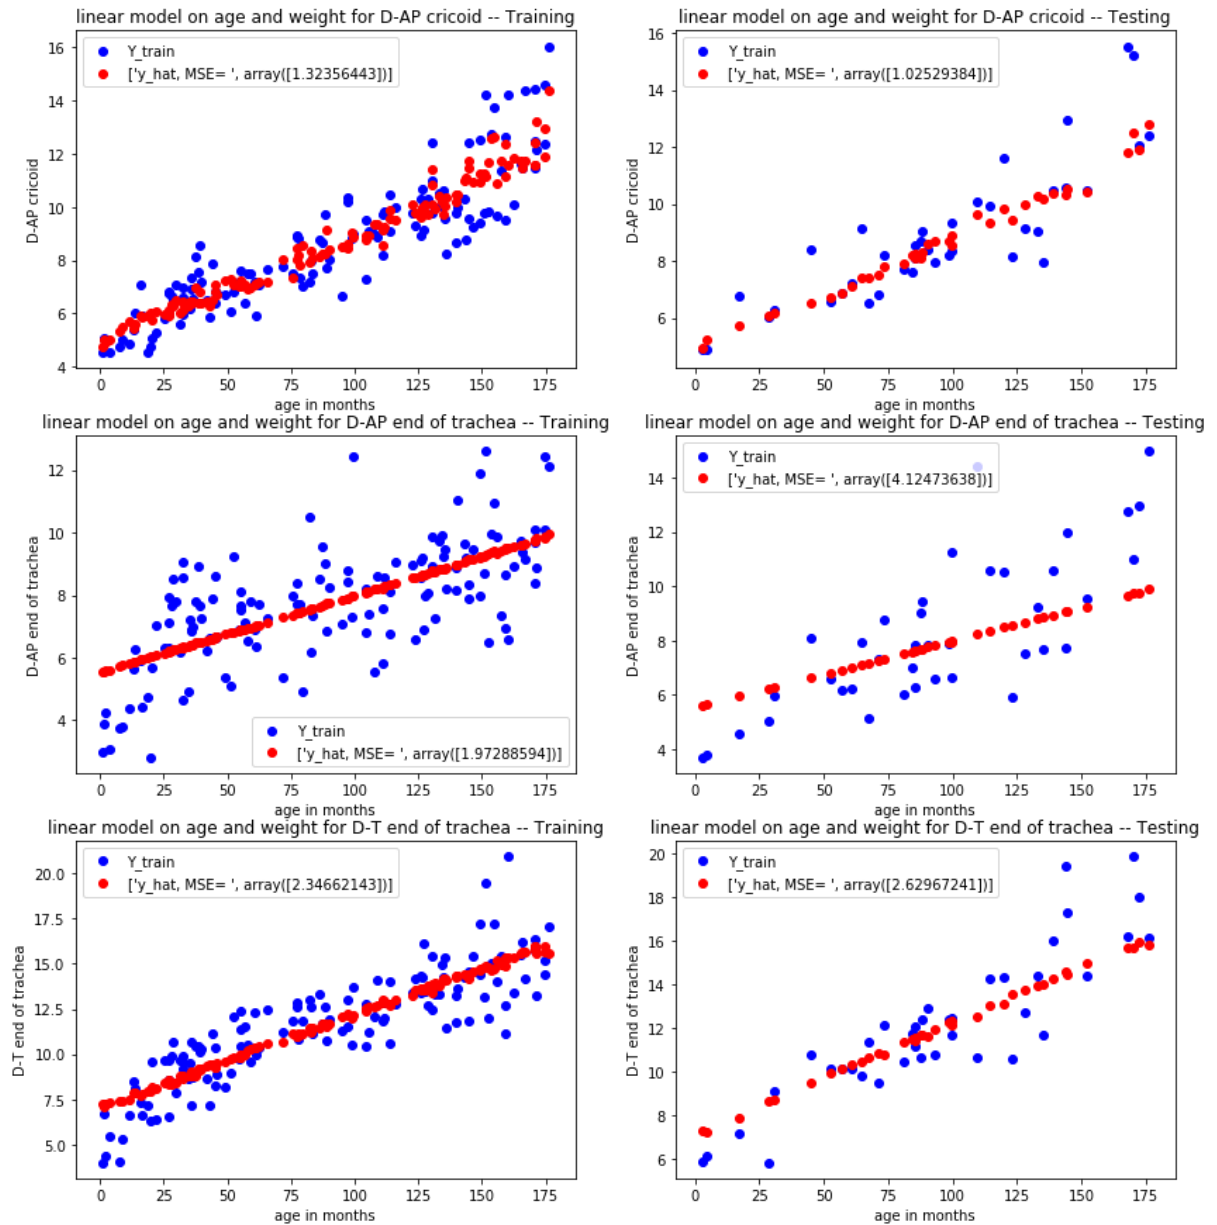 linear model on age and weight for D-AP cricoid -- Training
16
14
12
10
8
6
4
D-AP cricoid
Y_train
['y_hat, MSE= ', array([1.32356443])]
0 25 50 75 100 125 150 175
age in months
linear model on age and weight for D-AP cricoid -- Testing
16
14
12
10
8
6
D-AP cricoid
Y_train
['y_hat, MSE= ', array([1.02529384])]
0 25 50 75 100 125 150 175
age in months
linear model on age and weight for D-AP end of trachea -- Training
12
10
8
6
4
D-AP end of trachea
Y_train
['y_hat, MSE= ', array([1.97288594])]
0 25 50 75 100 125 150 175
age in months
linear model on age and weight for D-AP end of trachea -- Testing
14
12
10
8
6
4
D-AP end of trachea
Y_train
['y_hat, MSE= ', array([4.12473638])]
0 25 50 75 100 125 150 175
age in months
linear model on age and weight for D-T end of trachea -- Training
20.0
17.5
15.0
12.5
10.0
7.5
5.0
D-T end of trachea
Y_train
['y_hat, MSE= ', array([2.34662143])]
0 25 50 75 100 125 150 175
age in months
linear model on age and weight for D-T end of trachea -- Testing
20
18
16
14
12
10
8
6
D-T end of trachea
Y_train
['y_hat, MSE= ', array([2.62967241])]
0 25 50 75 100 125 150 175
age in months